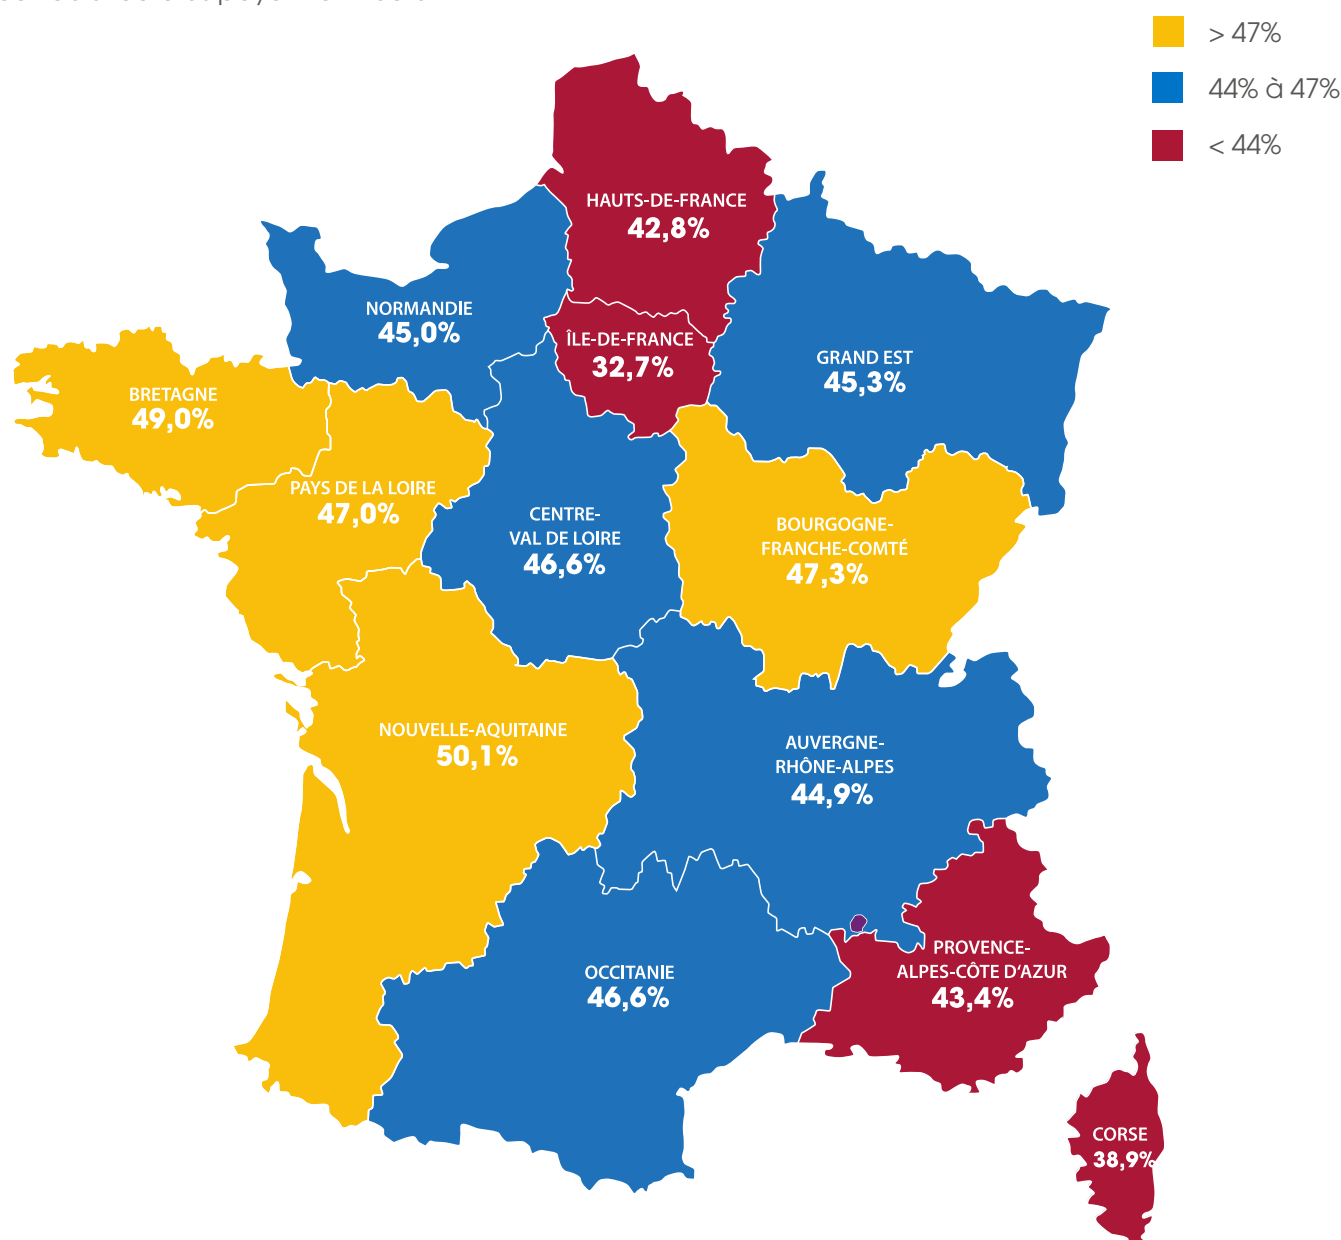 > 47%
44% à 47%
< 44%
HAUTS-DE-FRANCE
42,8%
NORMANDIE
45,0%
ÎLE-DE-FRANCE
32,7%
GRAND EST
45,3%
BRETAGNE
49,0%
PAYS DE LA LOIRE
47,0%
CENTRE-
VAL DE LOIRE
46,6%
BOURGOGNE-
FRANCHE-COMTÉ
47,3%
NOUVELLE-AQUITAINE
50,1%
AUVERGNE-
RHÔNE-ALPES
44,9%
OCCITANIE
46,6%
PROVENCE-
ALPES-CÔTE D'AZUR
43,4%
CORSE
38,9%